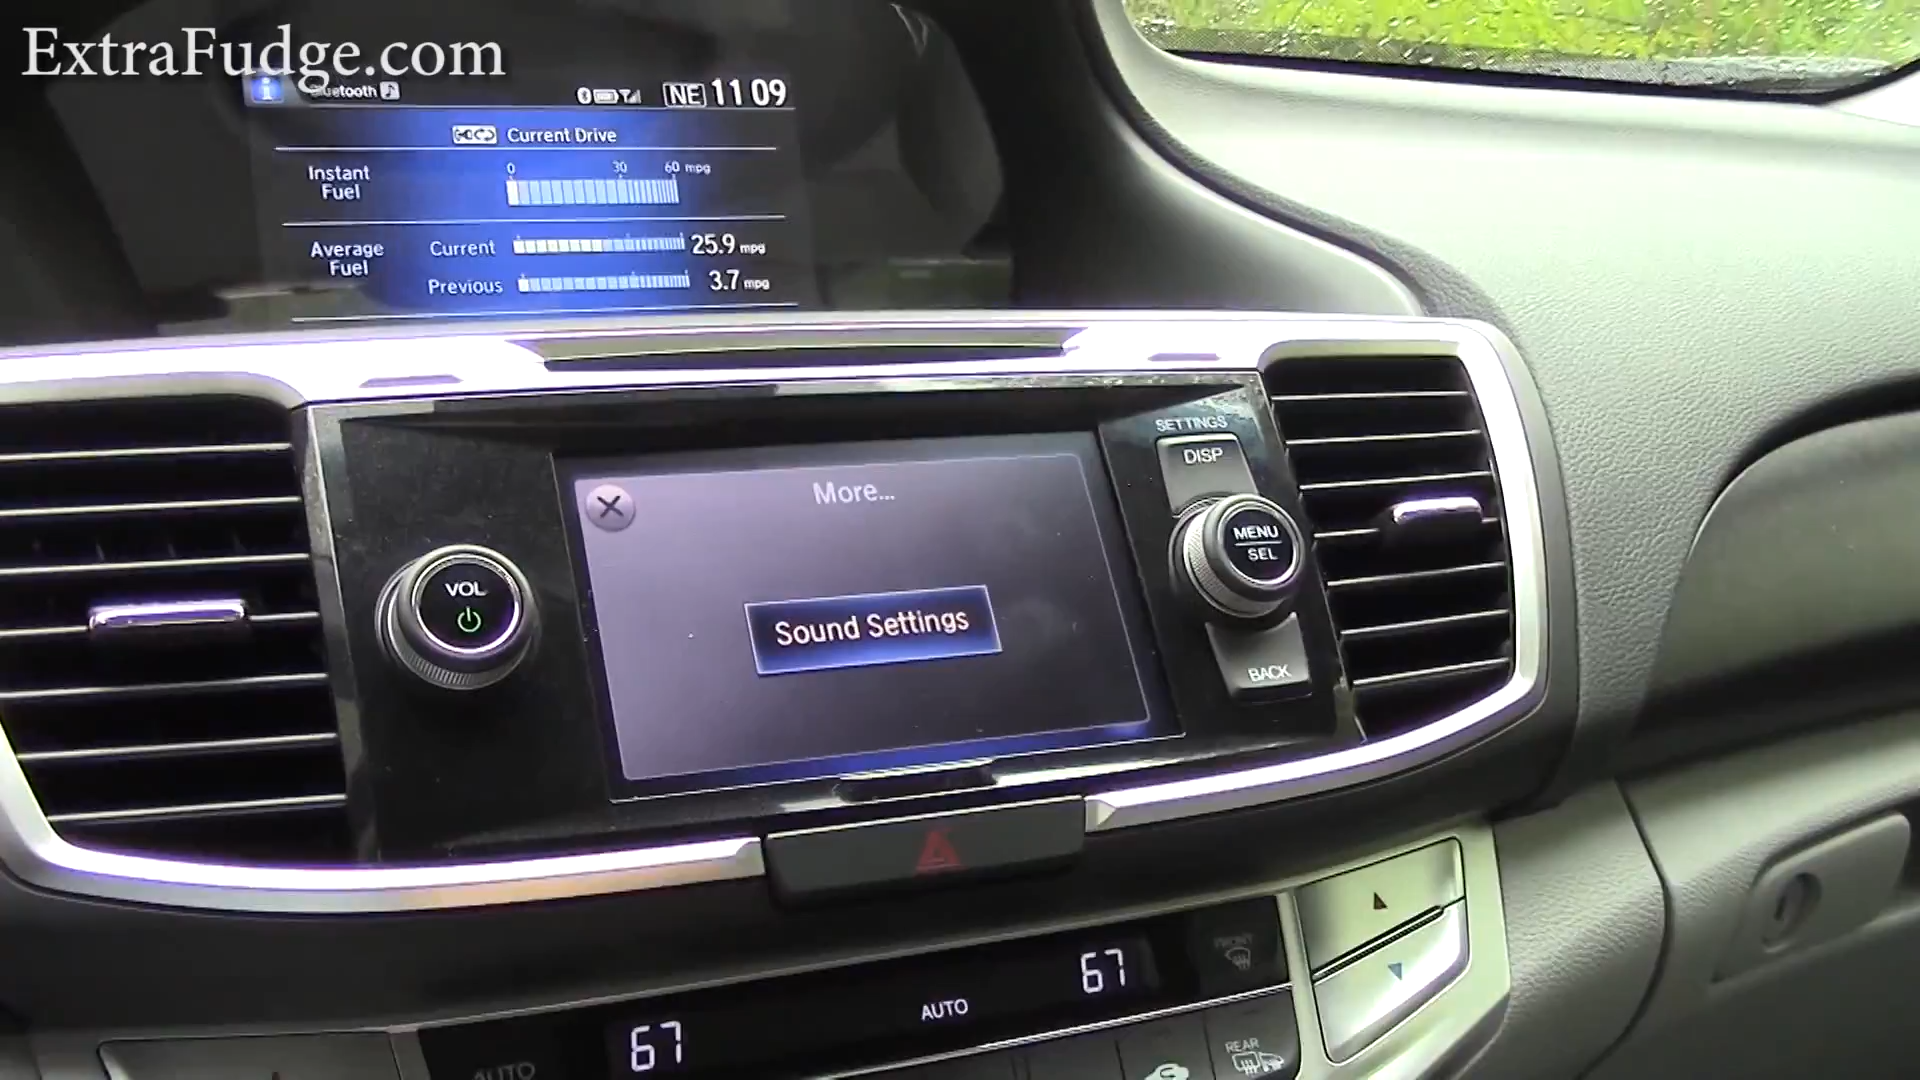 ExtraFudge.com
Bluetooth
NE 11 09
Current Drive
0 30 60 mpg
Instant
Fuel
Average
Fuel
Current 25.9 mpg
Previous 3.7 mpg
SETTINGS
DISP
More...
MENU
SEL
VOL
Sound Settings
BACK
67
FRONT
AUTO
67
REAR
AUTO